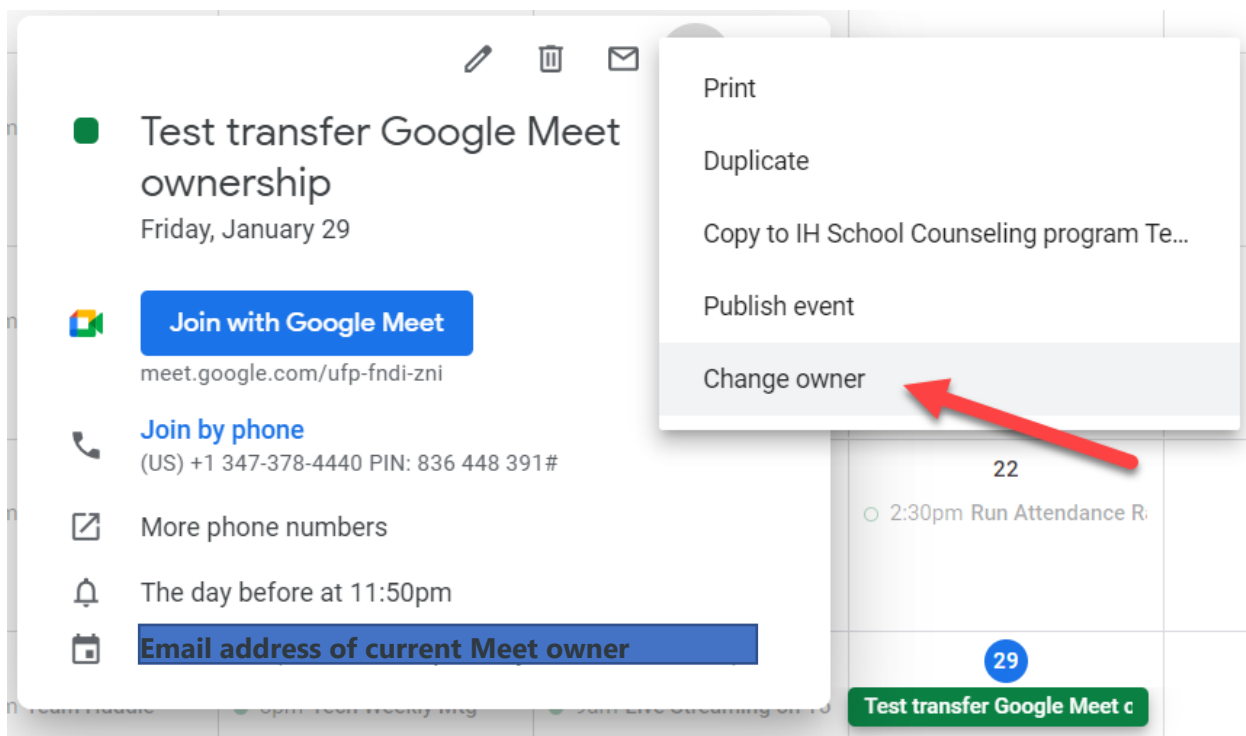 Test transfer Google Meet
ownership
Friday, January 29
Join with Google Meet
meet.google.com/ufp-fndi-zni
Join by phone
(US) +1 347-378-4440 PIN: 836 448 391#
More phone numbers
The day before at 11:50pm
Email address of current Meet owner
Print
Duplicate
Copy to IH School Counseling program Te...
Publish event
Change owner
22
2:30pm Run Attendance
29
Test transfer Google Meet